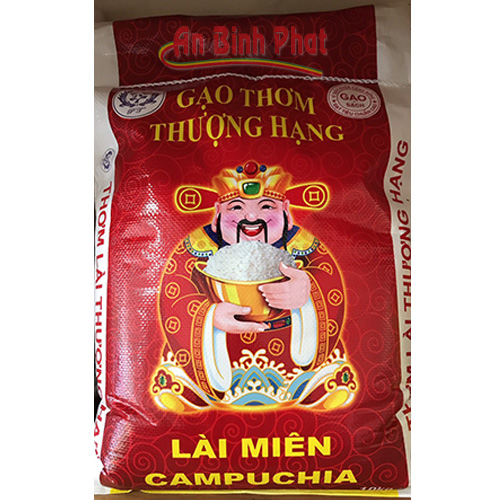 An Binh Phat
GẠO THƠM
THƯỢNG HẠNG
GẠO
SẠCH
THƠM LÀI THƯỢNG HẠNG
THƠM LÀI THƯỢNG HẠNG
LÀI MIÊN
CAMPUCHIA
10kg